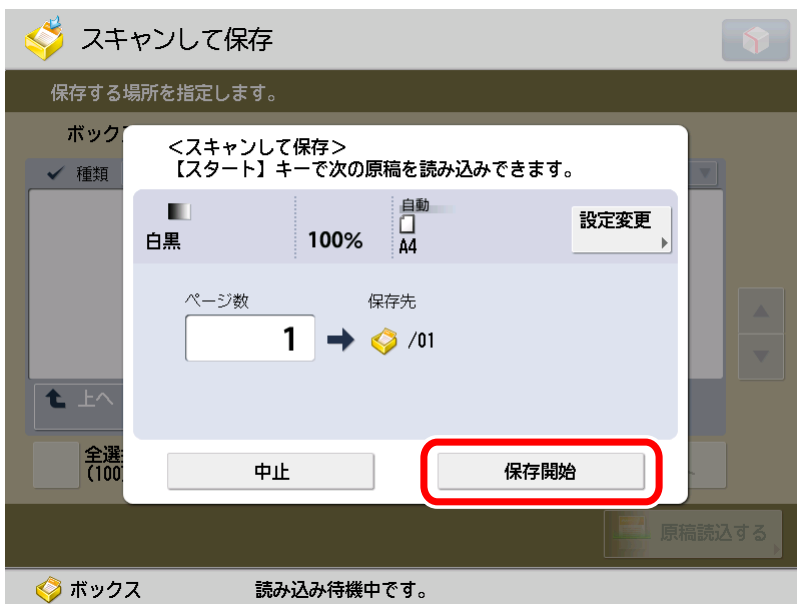 スキャンして保存
保存する場所を指定します。
ボック
種類
<スキャンして保存>
【スタート】キーで次の原稿を読み込みできます。
白黒
100%
自動
A4
設定変更
ページ数
保存先
1
/01
上へ
全選
(100
中止
保存開始
原稿読込する
ボックス
読み込み待機中です。